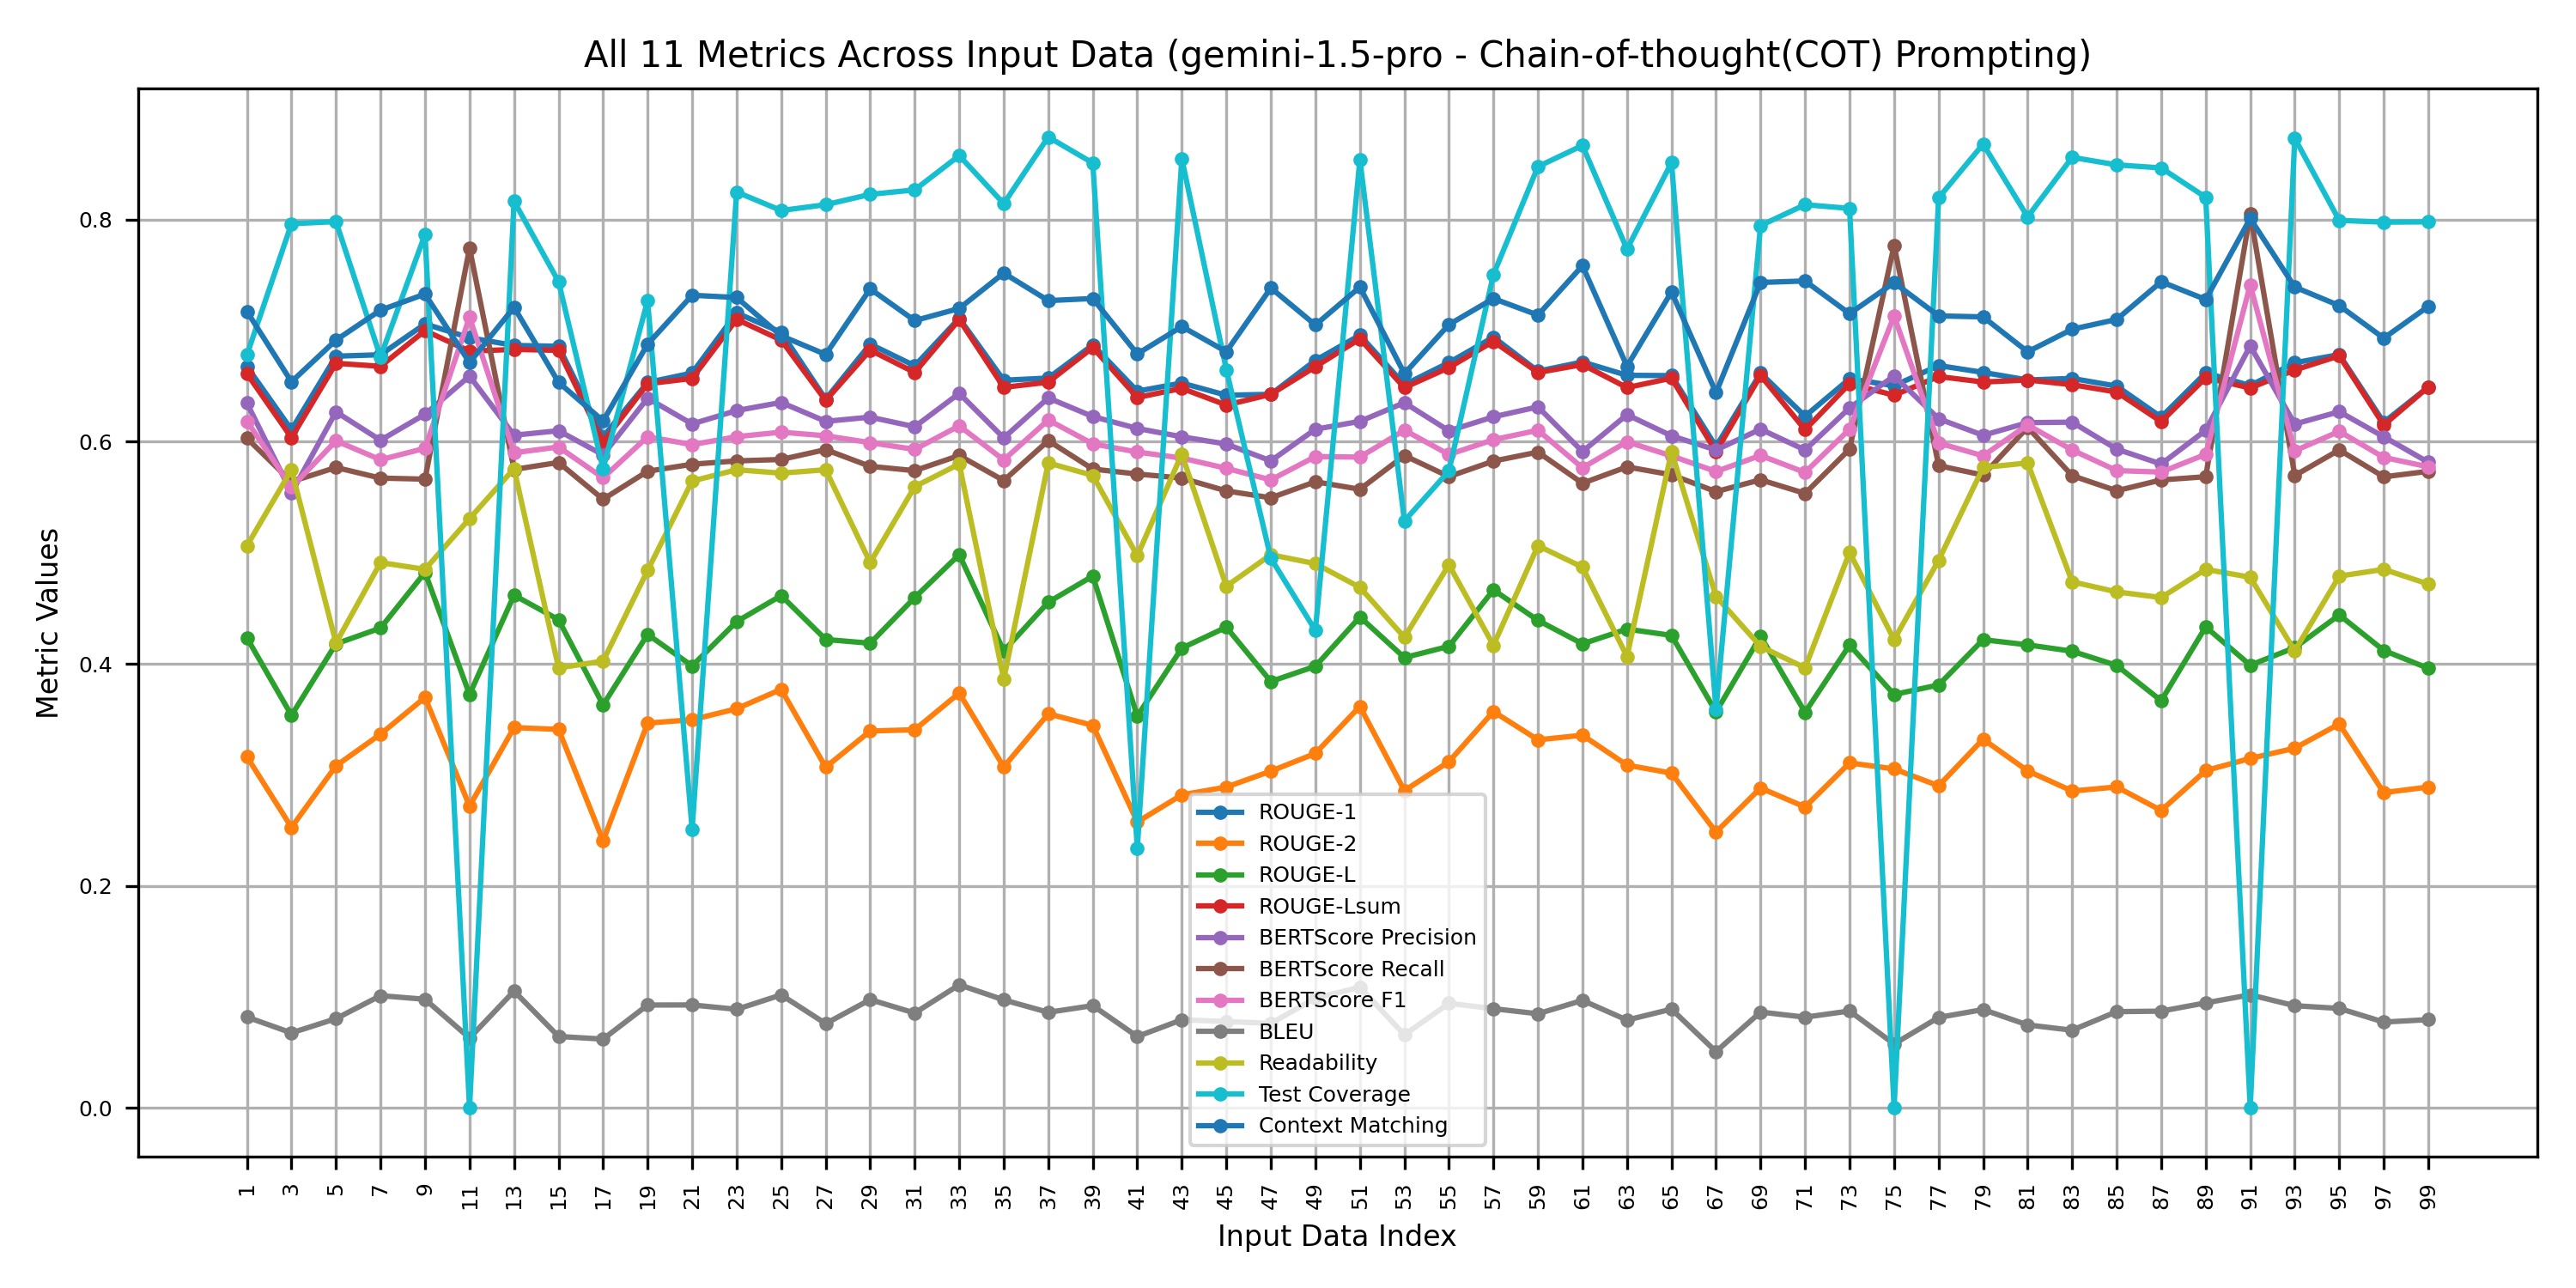 All 11 Metrics Across Input Data (gemini-1.5-pro - Chain-of-thought(COT) Prompting)
Metric Values
0.8
0.6
0.4
0.2
0.0
ROUGE-1
ROUGE-2
ROUGE-L
ROUGE-Lsum
BERTScore Precision
BERTScore Recall
BERTScore F1
BLEU
Readability
Test Coverage
Context Matching
1 3 5 7 9 11 13 15 17 19 21 23 25 27 29 31 33 35 37 39 41 43 45 47 49 51 53 55 57 59 61 63 65 67 69 71 73 75 77 79 81 83 85 87 89 91 93 95 97 99
Input Data Index